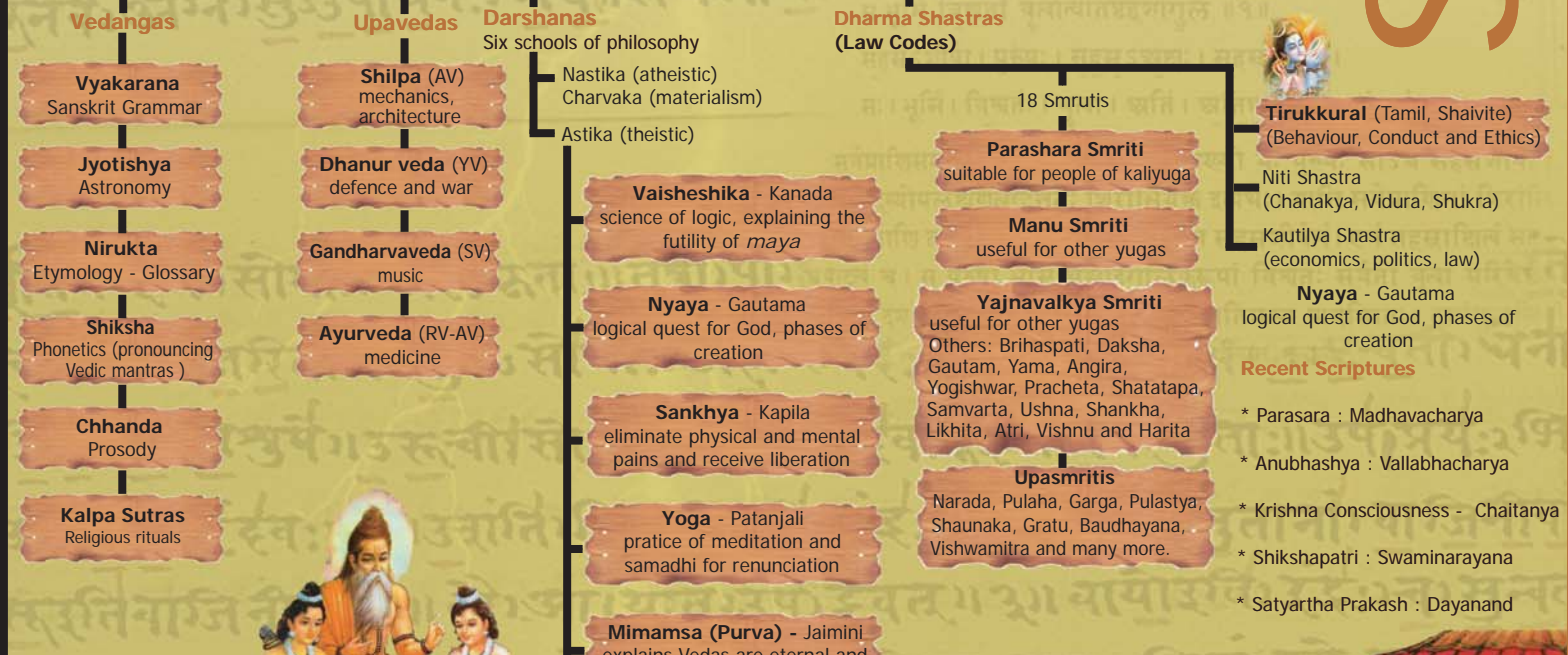 Vedangas
Vyakarana
Sanskrit Grammar
Jyotishya
Astronomy
Nirukta
Etymology - Glossary
Shiksha
Phonetics (pronouncing
Vedic mantras )
Chhanda
Prosody
Kalpa Sutras
Religious rituals
Upavedas
Shilpa (AV)
mechanics,
architecture
Dhanur veda (YV)
defence and war
Gandharvaveda (SV)
music
Ayurveda (RV-AV)
medicine
Darshanas
Six schools of philosophy
Nastika (atheistic)
Charvaka (materialism)
Astika (theistic)
Vaisheshika - Kanada
science of logic, explaining the
futility of maya
Nyaya - Gautama
logical quest for God, phases of
creation
Sankhya - Kapila
eliminate physical and mental
pains and receive liberation
Yoga - Patanjali
pratice of meditation and
samadhi for renunciation
Mimamsa (Purva) - Jaimini
explains Vedas are eternal and
Dharma Shastras
(Law Codes)
18 Smrutis
Parashara Smriti
suitable for people of kaliyuga
Manu Smriti
useful for other yugas
Yajnavalkya Smriti
useful for other yugas
Others: Brihaspati, Daksha,
Gautam, Yama, Angira,
Yogishwar, Pracheta, Shatatapa,
Samvarta, Ushna, Shankha,
Likhita, Atri, Vishnu and Harita
Upasmritis
Narada, Pulaha, Garga, Pulastya,
Shaunaka, Gratu, Baudhayana,
Vishwamitra and many more.
Tirukkural (Tamil, Shaivite)
(Behaviour, Conduct and Ethics)
Niti Shastra
(Chanakya, Vidura, Shukra)
Kautilya Shastra
(economics, politics, law)
Nyaya - Gautama
logical quest for God, phases of
creation
Recent Scriptures
* Parasara : Madhavacharya
* Anubhashya : Vallabhacharya
* Krishna Consciousness - Chaitanya
* Shikshapatri : Swaminarayana
* Satyartha Prakash : Dayanand